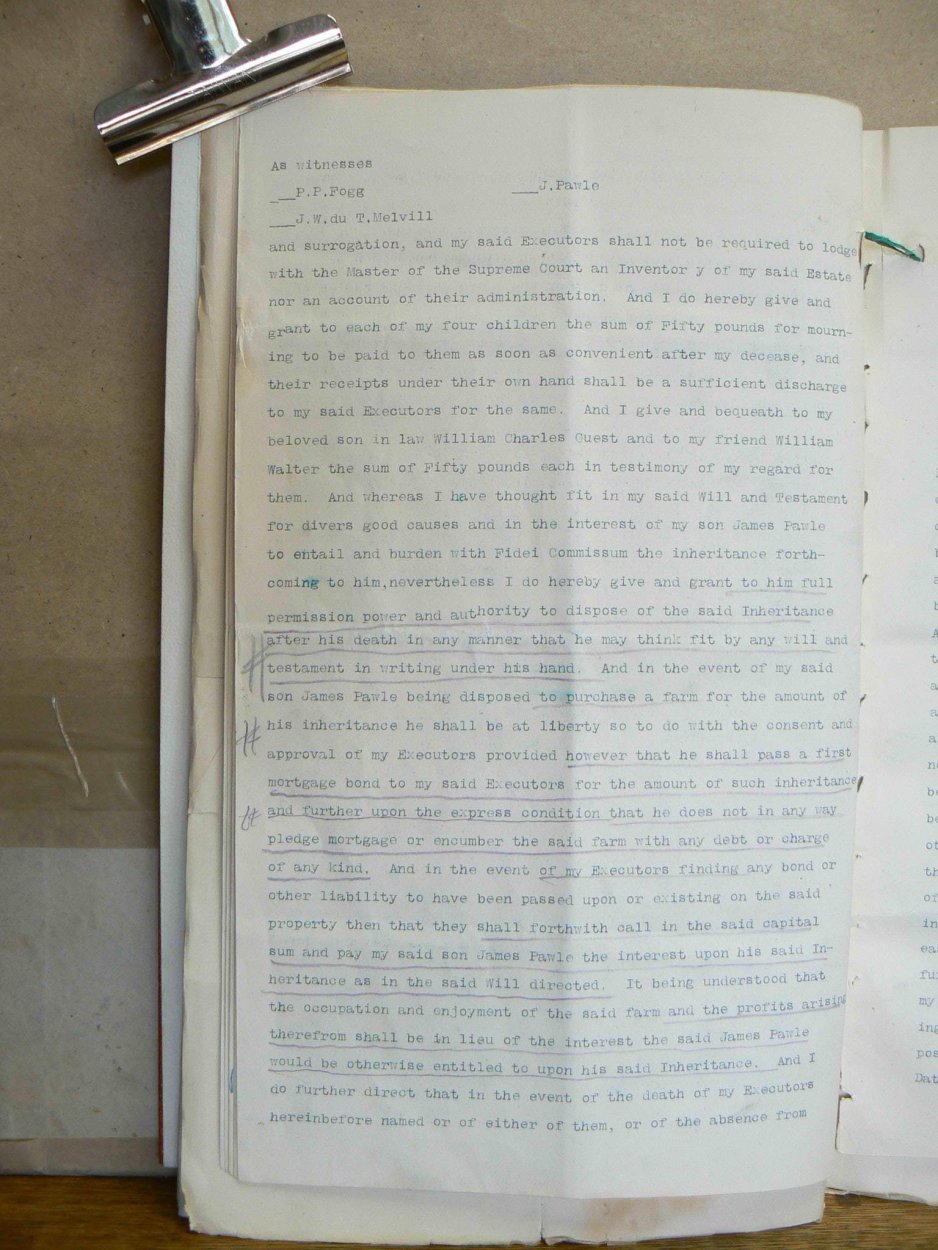 As witnesses
___P.P.Fogg ___J.Pawle
___J.W.du T.Melvill
and surrogation, and my said Executors shall not be required to lodge
with the Master of the Supreme Court an Inventor y of my said Estate
nor an account of their administration. And I do hereby give and
grant to each of my four children the sum of Fifty pounds for mourn-
ing to be paid to them as soon as convenient after my decease, and
their receipts under their own hand shall be a sufficient discharge
to my said Executors for the same. And I give and bequeath to my
beloved son in law William Charles Guest and to my friend William
Walter the sum of Fifty pounds each in testimony of my regard for
them. And whereas I have thought fit in my said Will and Testament
for divers good causes and in the interest of my son James Pawle
to entail and burden with Fidei Commissum the inheritance forth-
coming to him,nevertheless I do hereby give and grant to him full
permission power and authority to dispose of the said Inheritance
after his death in any manner that he may think fit by any will and
testament in writing under his hand. And in the event of my said
son James Pawle being disposed to purchase a farm for the amount of
his inheritance he shall be at liberty so to do with the consent and
approval of my Executors provided however that he shall pass a first
mortgage bond to my said Executors for the amount of such inheritance
and further upon the express condition that he does not in any way
pledge mortgage or encumber the said farm with any debt or charge
of any kind. And in the event of my Executors finding any bond or
other liability to have been passed upon or existing on the said
property then that they shall forthwith call in the said capital
sum and pay my said son James Pawle the interest upon his said In-
heritance as in the said Will directed. It being understood that
the occupation and enjoyment of the said farm and the profits arising
therefrom shall be in lieu of the interest the said James Pawle
would be otherwise entitled to upon his said Inheritance. And I
do further direct that in the event of the death of my Executors
hereinbefore named or of either of them, or of the absence from